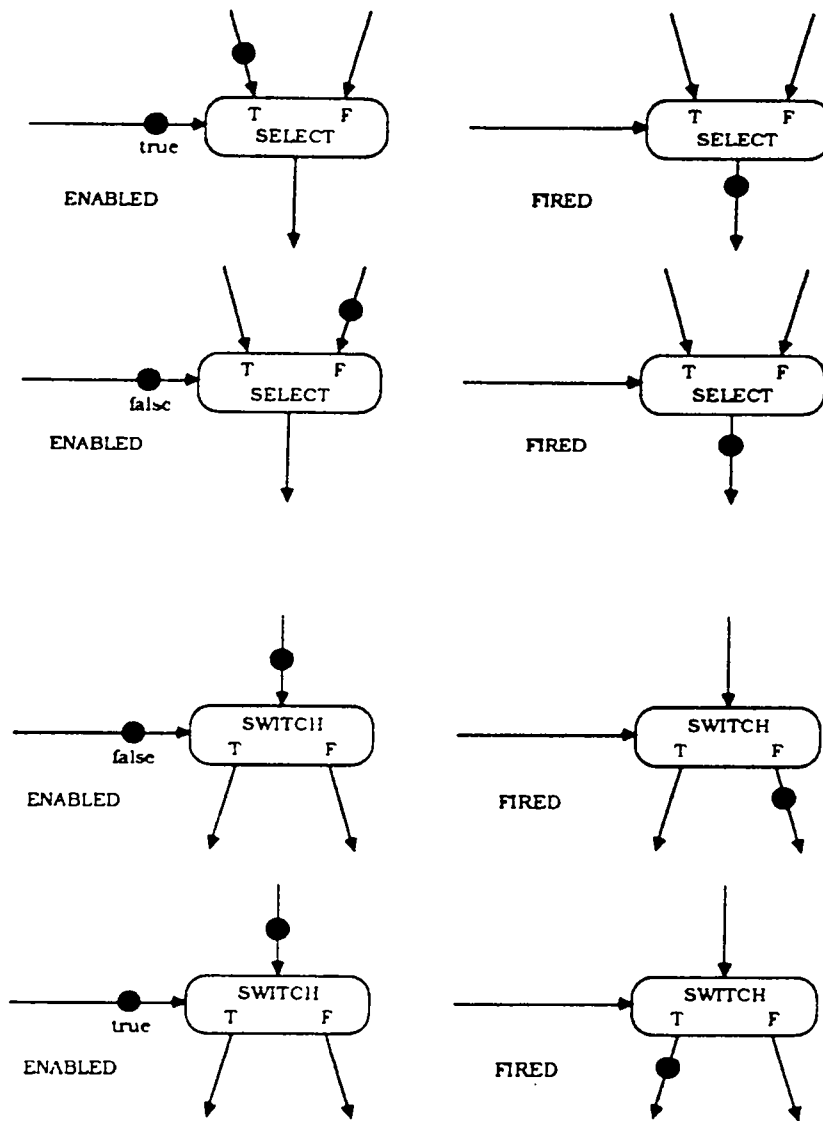 T F
SELECT
true
ENABLED
T F
SELECT
FIRED
T F
SELECT
false
ENABLED
T F
SELECT
FIRED
SWITCH
T F
false
ENABLED
SWITCH
T F
FIRED
SWITCH
T F
true
ENABLED
SWITCH
T F
FIRED